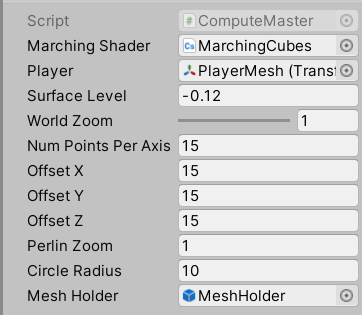 Script ComputeMaster
Marching Shader MarchingCubes
Player PlayerMesh (Transf
Surface Level -0.12
World Zoom 1
Num Points Per Axis 15
Offset X 15
Offset Y 15
Offset Z 15
Perlin Zoom 1
Circle Radius 10
Mesh Holder MeshHolder